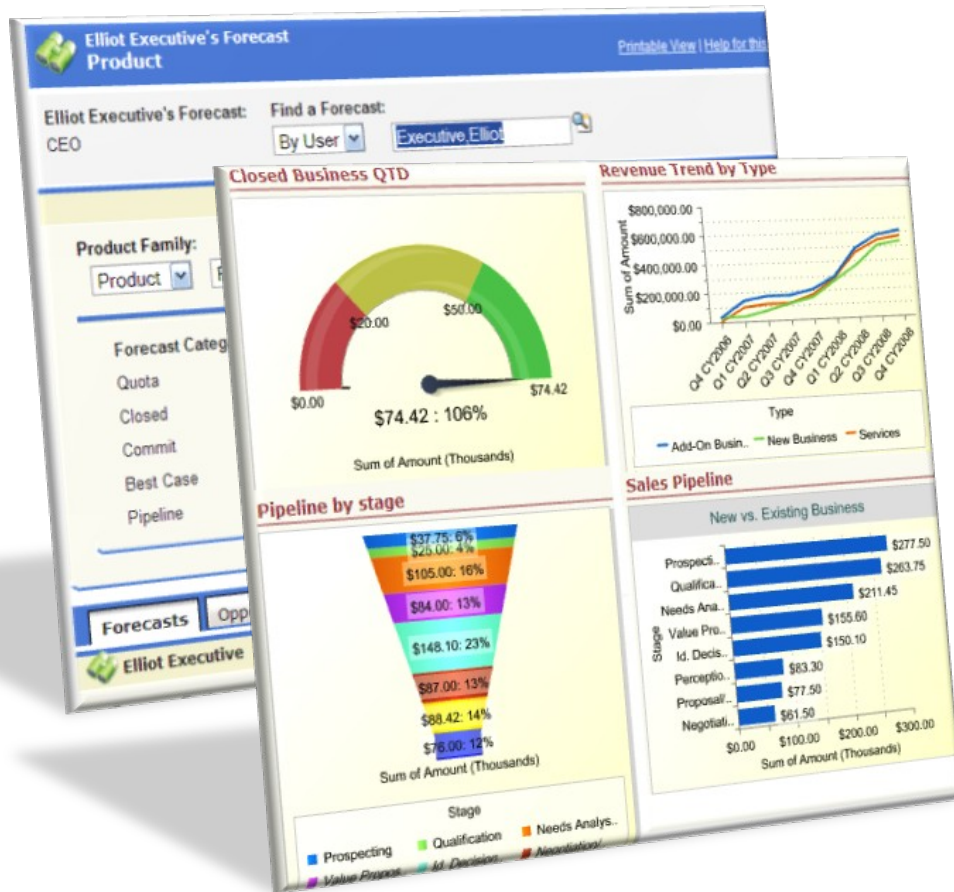 Elliot Executive's Forecast
Product
Printable View | Help for this
Elliot Executive's Forecast:
CEO
Find a Forecast:
By User
Executive,Elliot
Product Family:
Product
Forecast Categ
Quota
Closed
Commit
Best Case
Pipeline
Forecasts
Opp
Elliot Executive
Closed Business QTD
$0.00
$20.00
$50.00
$74.42
$74.42 : 106%
Sum of Amount (Thousands)
Revenue Trend by Type
Sum of Amount
$800,000.00
$600,000.00
$400,000.00
$200,000.00
$0.00
Q4 CY2006
Q1 CY2007
Q2 CY2007
Q3 CY2007
Q4 CY2007
Q1 CY2008
Q2 CY2008
Q3 CY2008
Q4 CY2008
Type
Add-On Busin..
New Business
Services
Pipeline by stage
$37.75: 6%
$25.00: 4%
$105.00: 16%
$84.00: 13%
$148.10: 23%
$87.00: 13%
$88.42: 14%
$76.00: 12%
Sum of Amount (Thousands)
Stage
Prospecting
Qualification
Needs Analys..
Value Propos..
Id. Decision
Negotiation/
Sales Pipeline
New vs. Existing Business
Stage
Prospecti.. $277.50
Qualifica.. $263.75
Needs Ana.. $211.45
Value Pro.. $155.60
Id. Decis.. $150.10
Perceptio.. $83.30
Proposal/.. $77.50
Negotiati.. $61.50
$0.00 $100.00 $200.00 $300.00
Sum of Amount (Thousands)